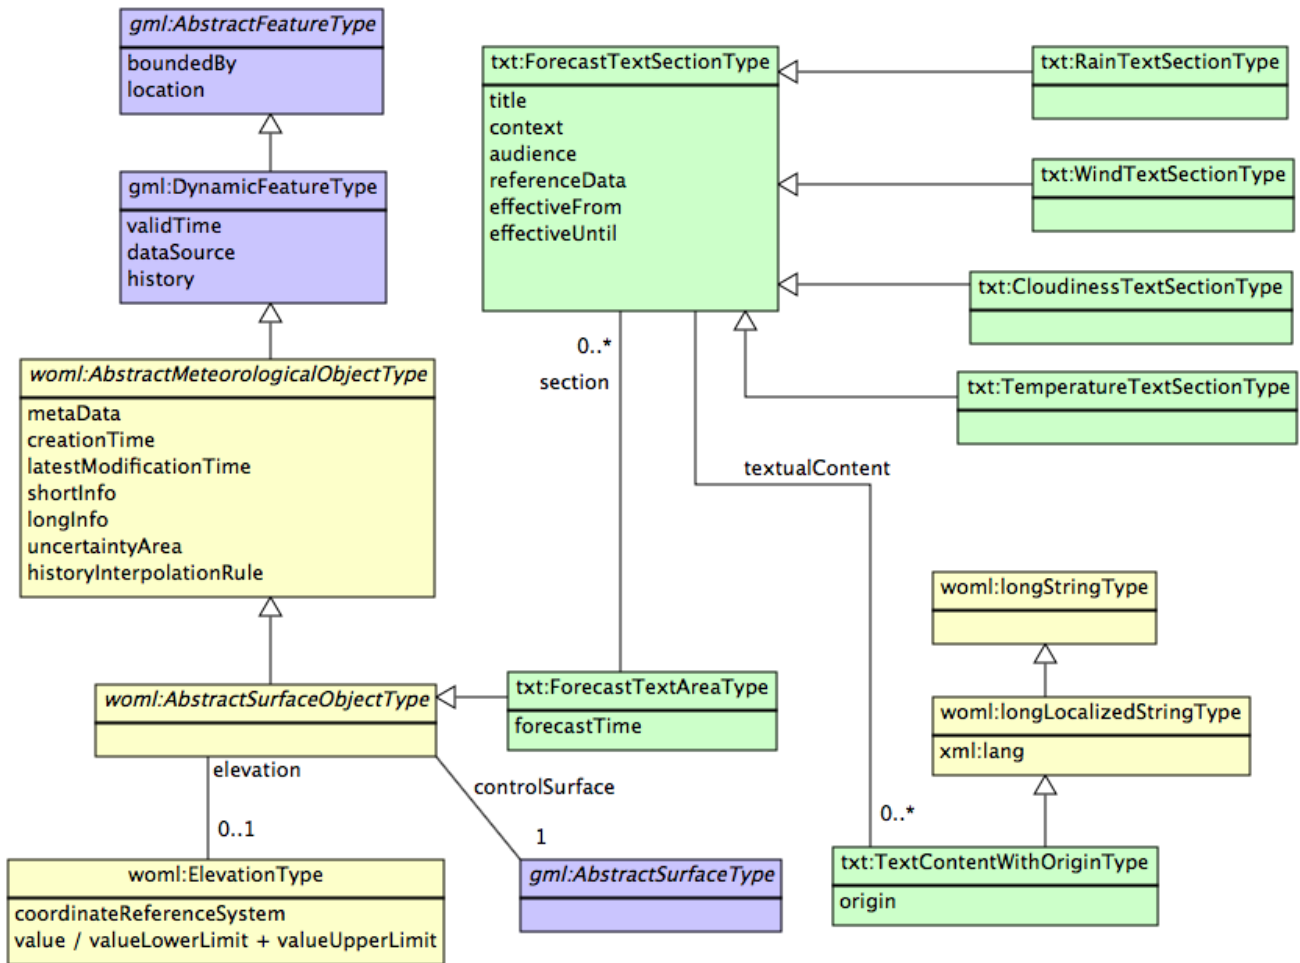 gml:AbstractFeatureType
boundedBy
location
gml:DynamicFeatureType
validTime
dataSource
history
woml:AbstractMeteorologicalObjectType
metaData
creationTime
latestModificationTime
shortInfo
longInfo
uncertaintyArea
historyInterpolationRule
woml:AbstractSurfaceObjectType
elevation
0..1
controlSurface
1
woml:ElevationType
coordinateReferenceSystem
value / valueLowerLimit + valueUpperLimit
gml:AbstractSurfaceType
txt:ForecastTextSectionType
title
context
audience
referenceData
effectiveFrom
effectiveUntil
0..*
section
txt:ForecastTextAreaType
forecastTime
txt:RainTextSectionType
txt:WindTextSectionType
txt:CloudinessTextSectionType
txt:TemperatureTextSectionType
textualContent
0..*
woml:longStringType
woml:longLocalizedStringType
xml:lang
txt:TextContentWithOriginType
origin